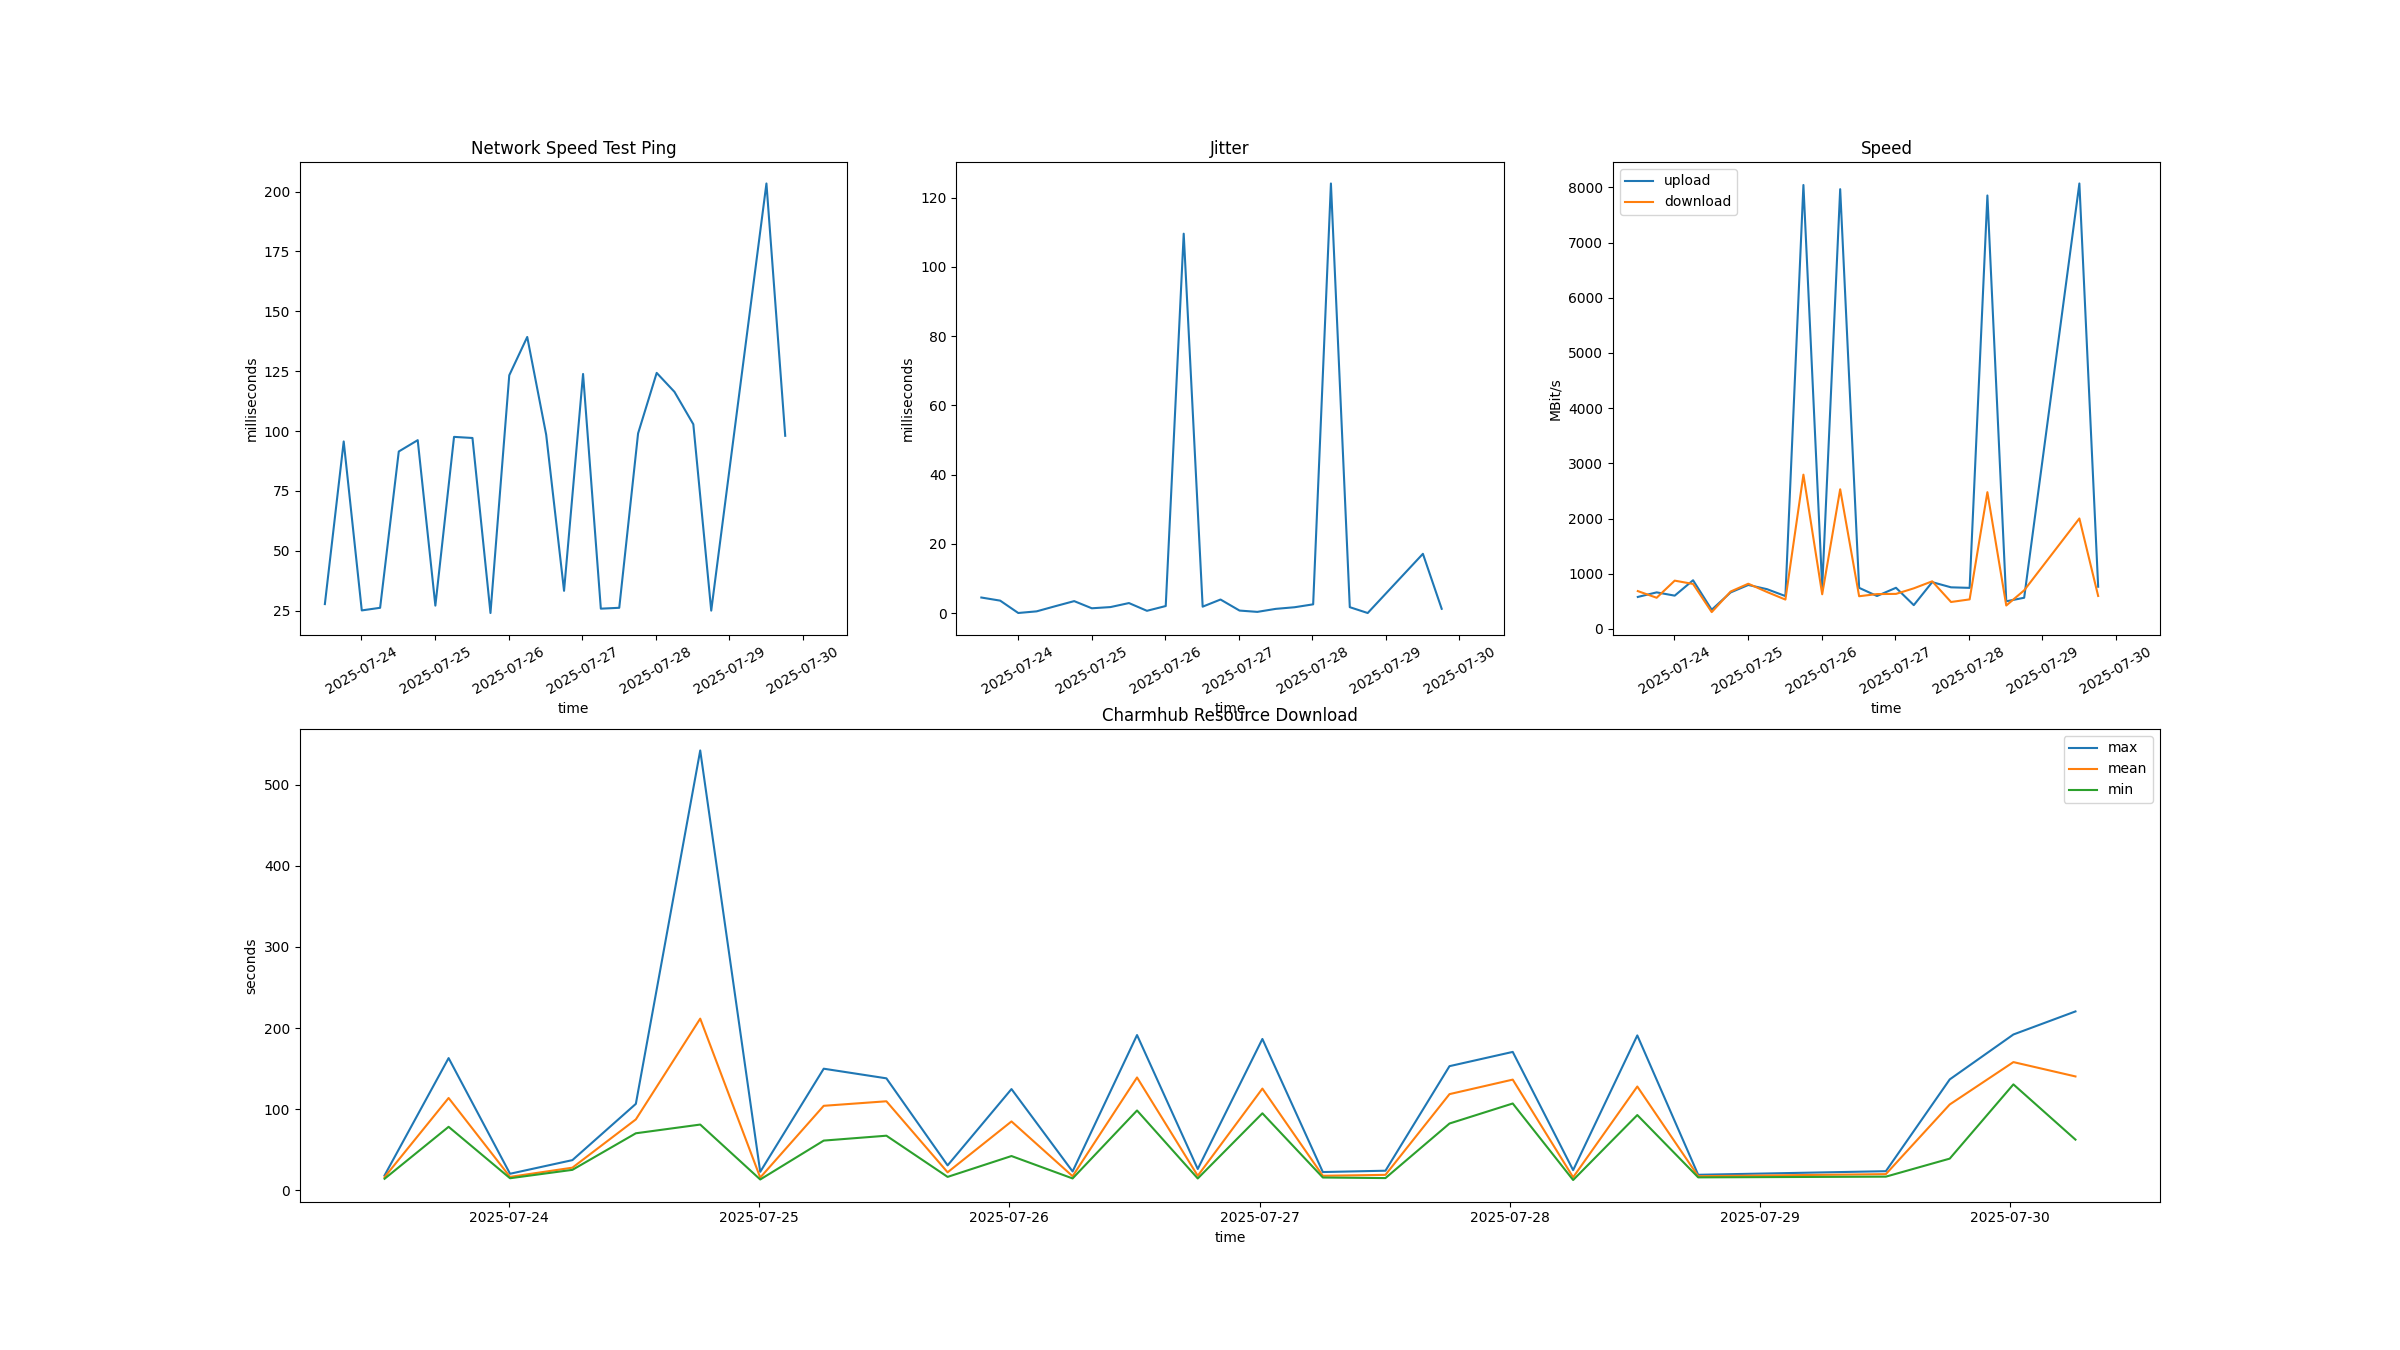 Network Speed Test Ping
200
175
150
125
100
75
50
25
milliseconds
2025-07-24 2025-07-25 2025-07-26 2025-07-27 2025-07-28 2025-07-29 2025-07-30
time
Jitter
120
100
80
60
40
20
0
milliseconds
2025-07-24 2025-07-25 2025-07-26 2025-07-27 2025-07-28 2025-07-29 2025-07-30
time
Speed
upload
download
8000
7000
6000
5000
4000
3000
2000
1000
0
MBit/s
2025-07-24 2025-07-25 2025-07-26 2025-07-27 2025-07-28 2025-07-29 2025-07-30
time
Charmhub Resource Download
max
mean
min
500
400
300
200
100
0
seconds
2025-07-24 2025-07-25 2025-07-26 2025-07-27 2025-07-28 2025-07-29 2025-07-30
time